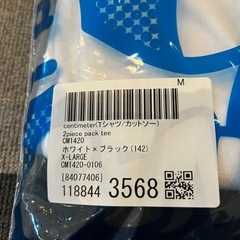 M
centimeter(Tシャツ/カットソー)
2piece pack tee
CM1420
ホワイト×ブラック(142)
X-LARGE
CM1420-0106
[84077406]
118844 3568